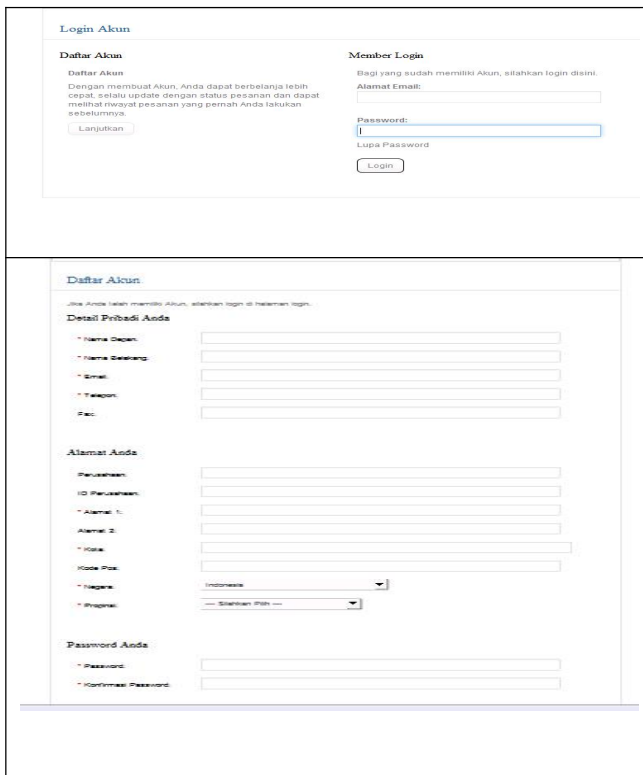 Login Akun
Daftar Akun
Daftar Akun
Dengan membuat Akun, Anda dapat berbelanja lebih
cepat, selalu update dengan status pesanan dan dapat
melihat riwayat pesanan yang pernah Anda lakukan
sebelumnya.
Lanjutkan
Member Login
Bagi yang sudah memiliki Akun, silahkan login disini.
Alamat Email:
Password:
Lupa Password
Login
Daftar Akun
Jika Anda telah memiliki Akun, silahkan login di halaman login.
Detail Pribadi Anda
* Nama Depan:
* Nama Belakang:
* Email:
* Telepon:
Fax:
Alamat Anda
Perusahaan:
ID Perusahaan:
* Alamat 1:
Alamat 2:
* Kota:
Kode Pos:
* Negara: Indonesia
* Propinsi: --- Silahkan Pilih ---
Password Anda
* Password:
* Konfirmasi Password: